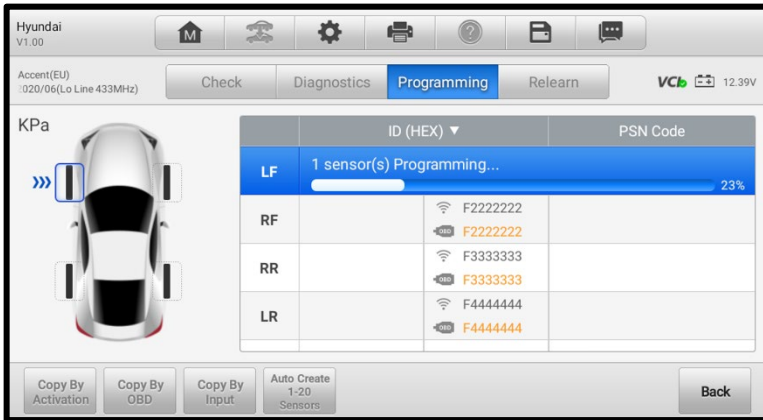 Hyundai
V1.00
M
?
Accent(EU)
2020/06(Lo Line 433MHz)
Check
Diagnostics
Programming
Relearn
VCI
12.39V
KPa
ID (HEX) ▼
PSN Code
LF
1 sensor(s) Programming...
23%
RF
F2222222
OBD F2222222
RR
F3333333
OBD F3333333
LR
F4444444
OBD F4444444
Copy By
Activation
Copy By
OBD
Copy By
Input
Auto Create
1-20
Sensors
Back